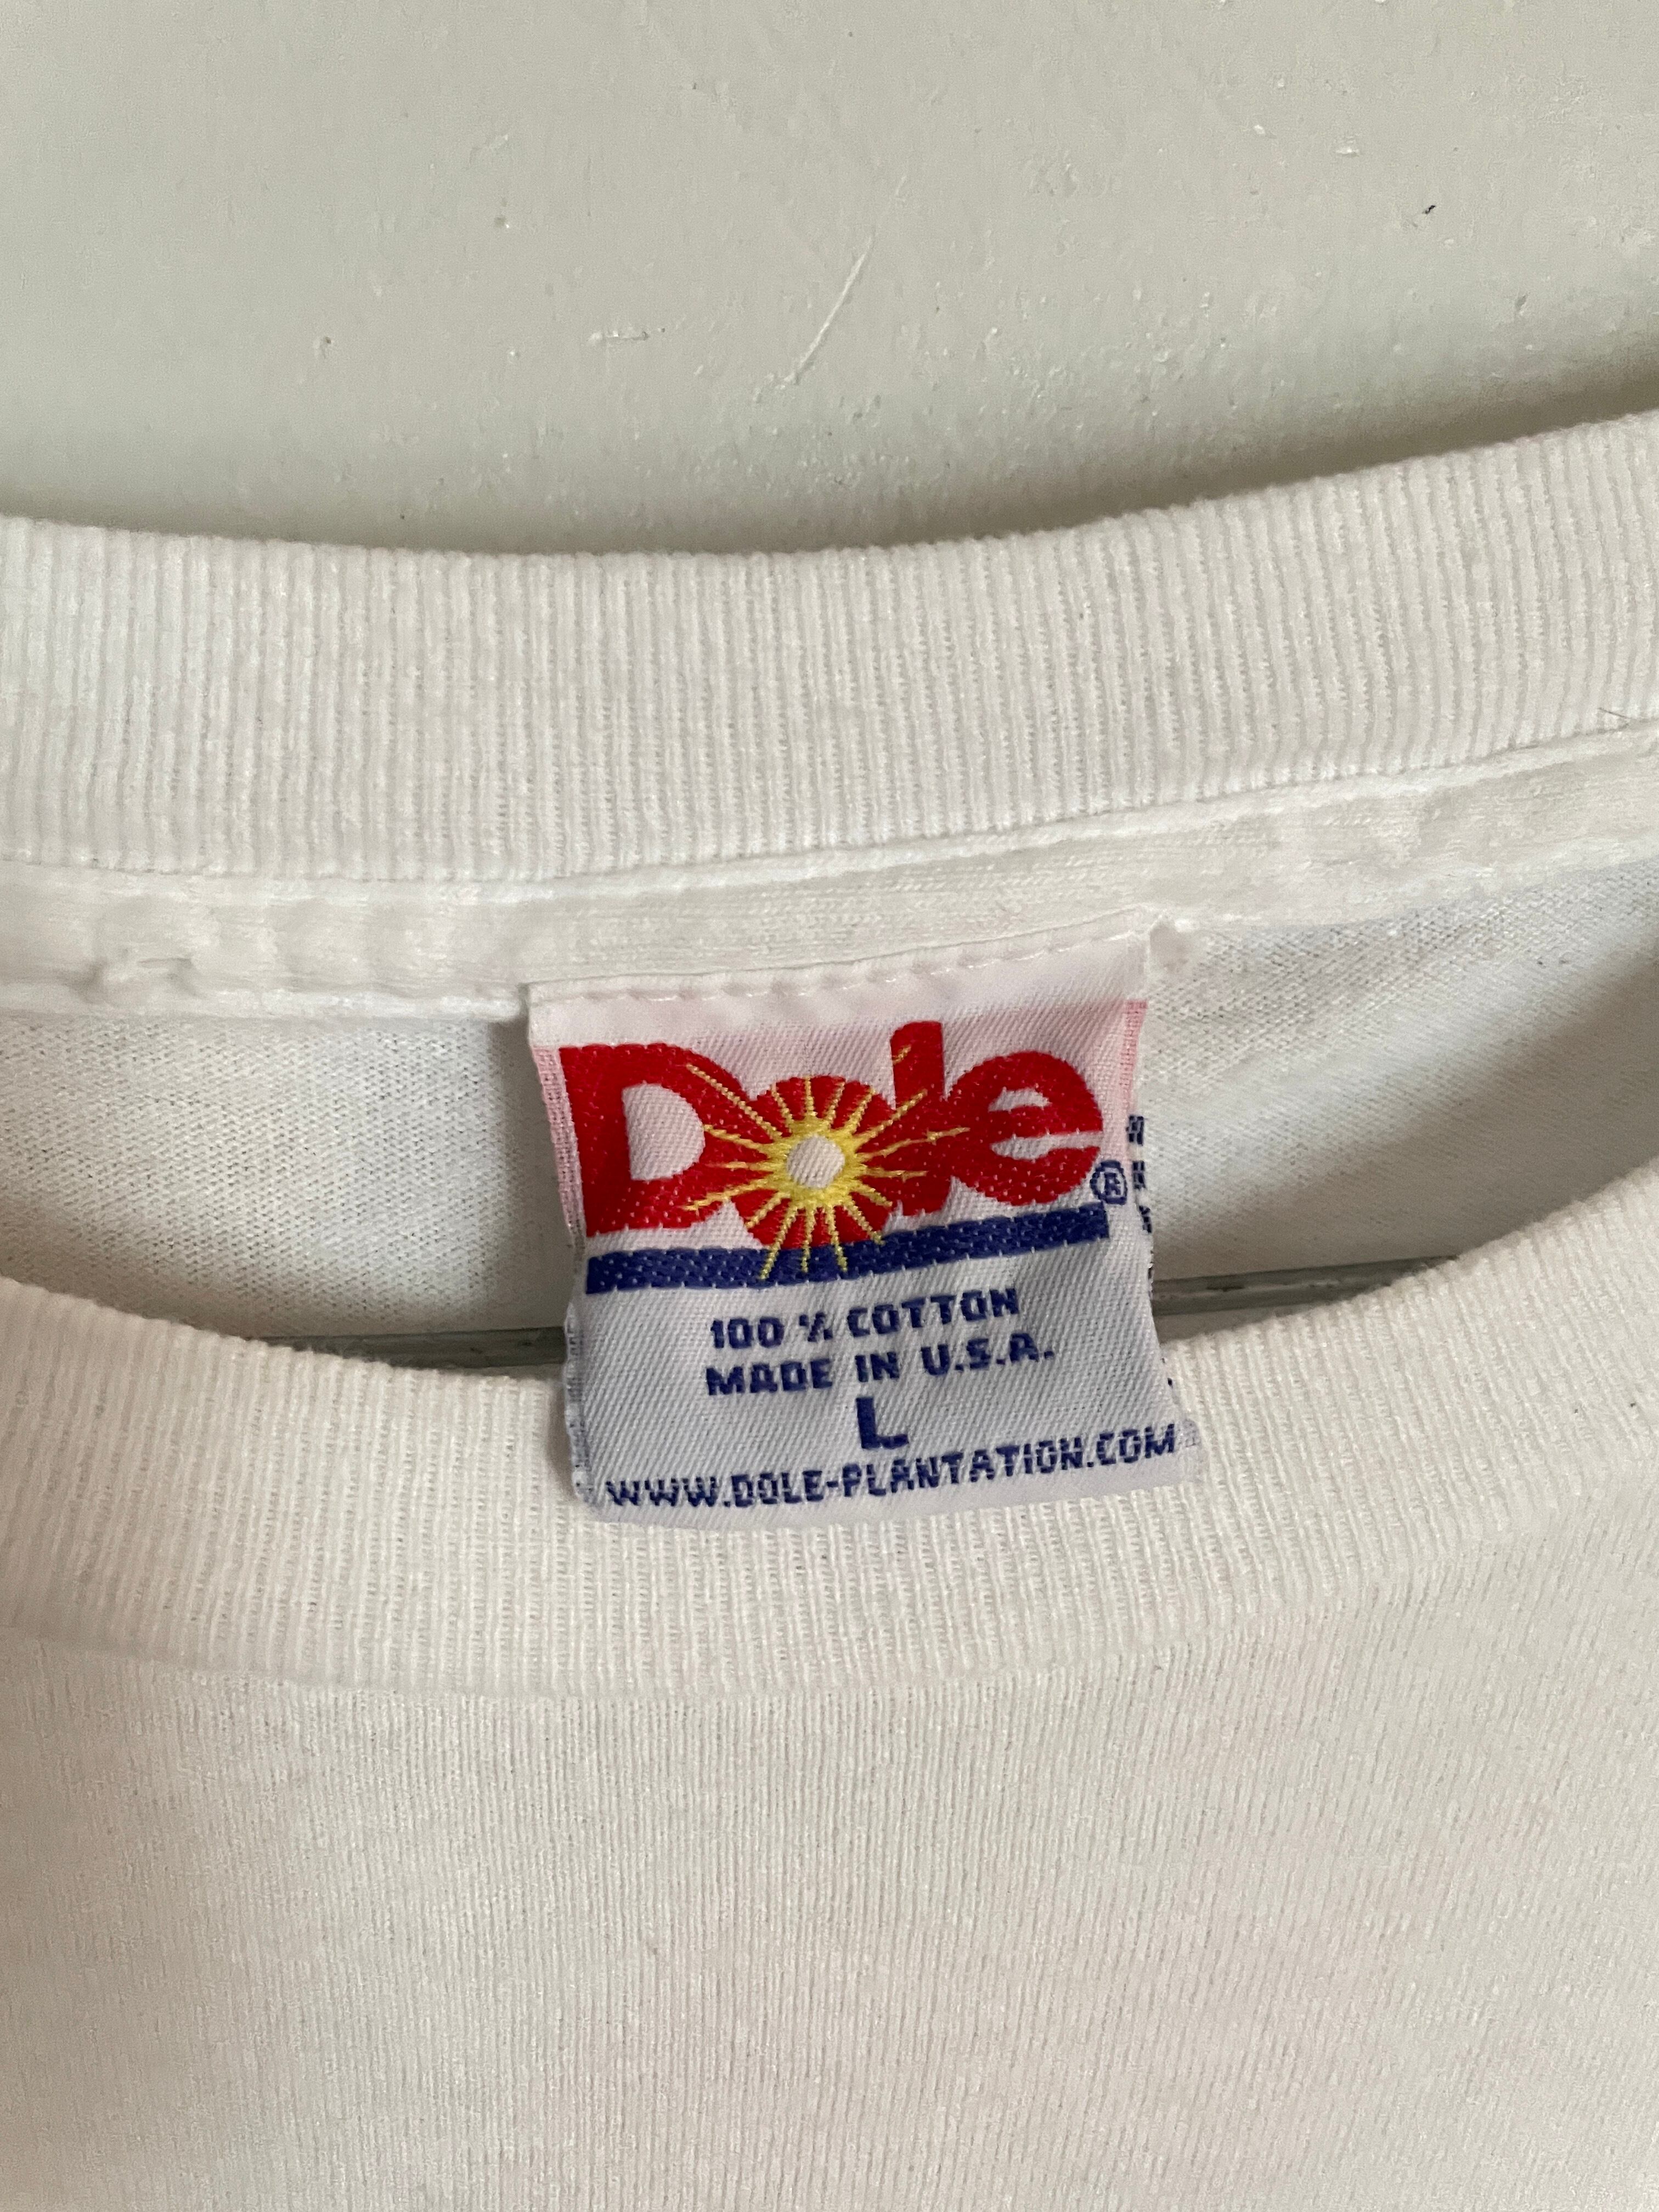 Dole®
100 % COTTON
MADE IN U.S.A.
L
WWW.DOLE-PLANTATION.COM